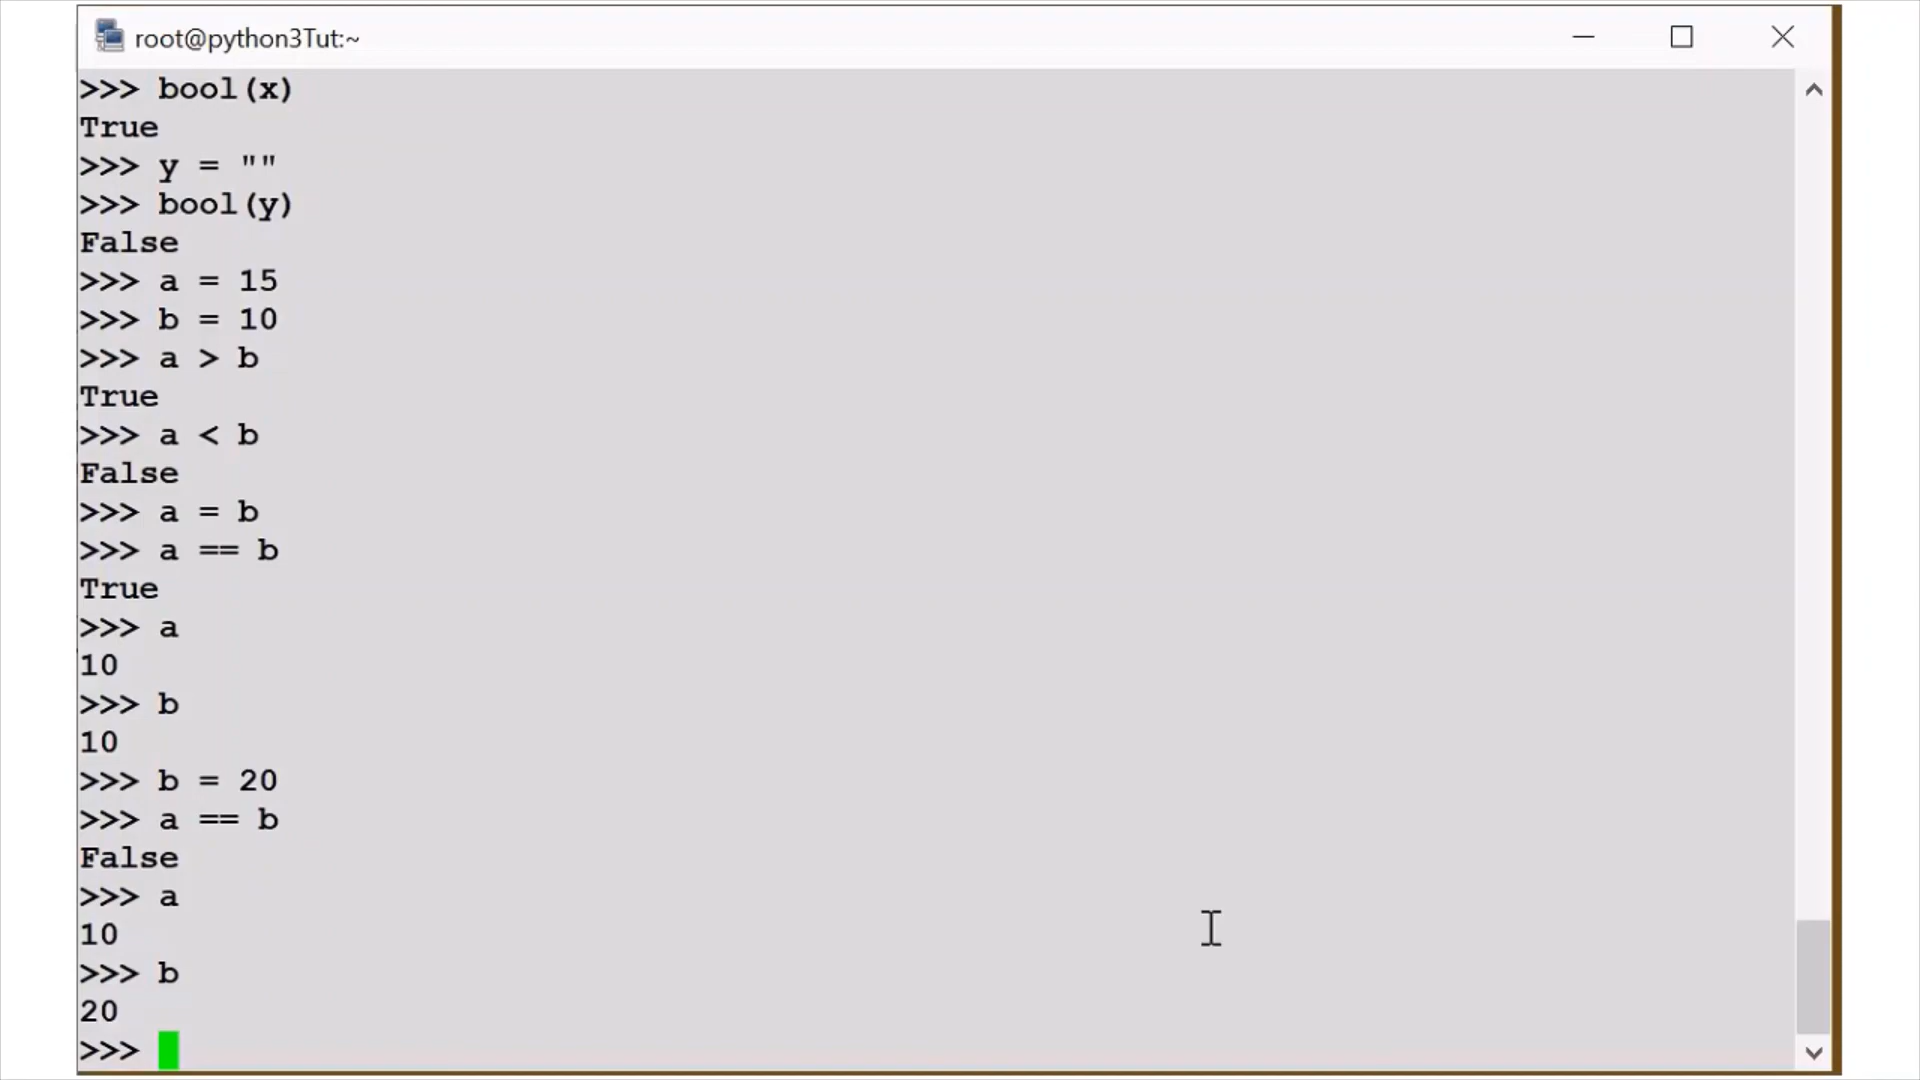 root@python3Tut:~
>>> bool(x)
True
>>> y = ""
>>> bool(y)
False
>>> a = 15
>>> b = 10
>>> a > b
True
>>> a < b
False
>>> a = b
>>> a == b
True
>>> a
10
>>> b
10
>>> b = 20
>>> a == b
False
>>> a
10
>>> b
20
>>>